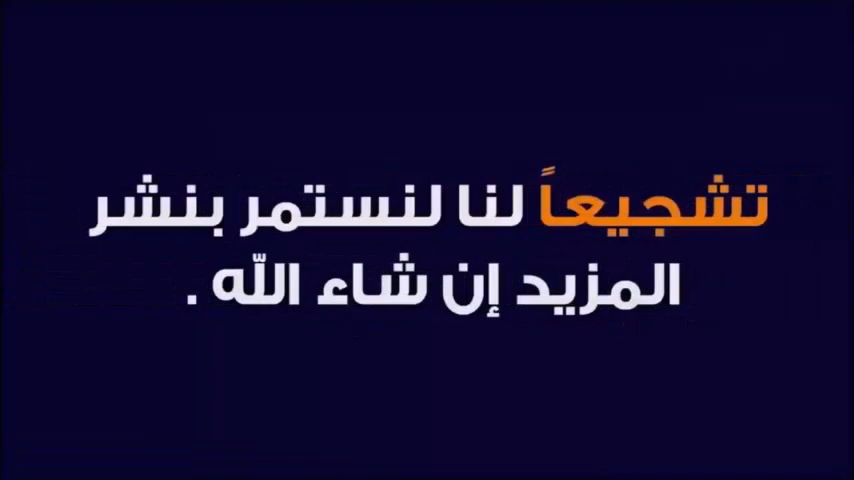 تشجيعاً لنا لنستمر بنشر
المزيد إن شاء الله .